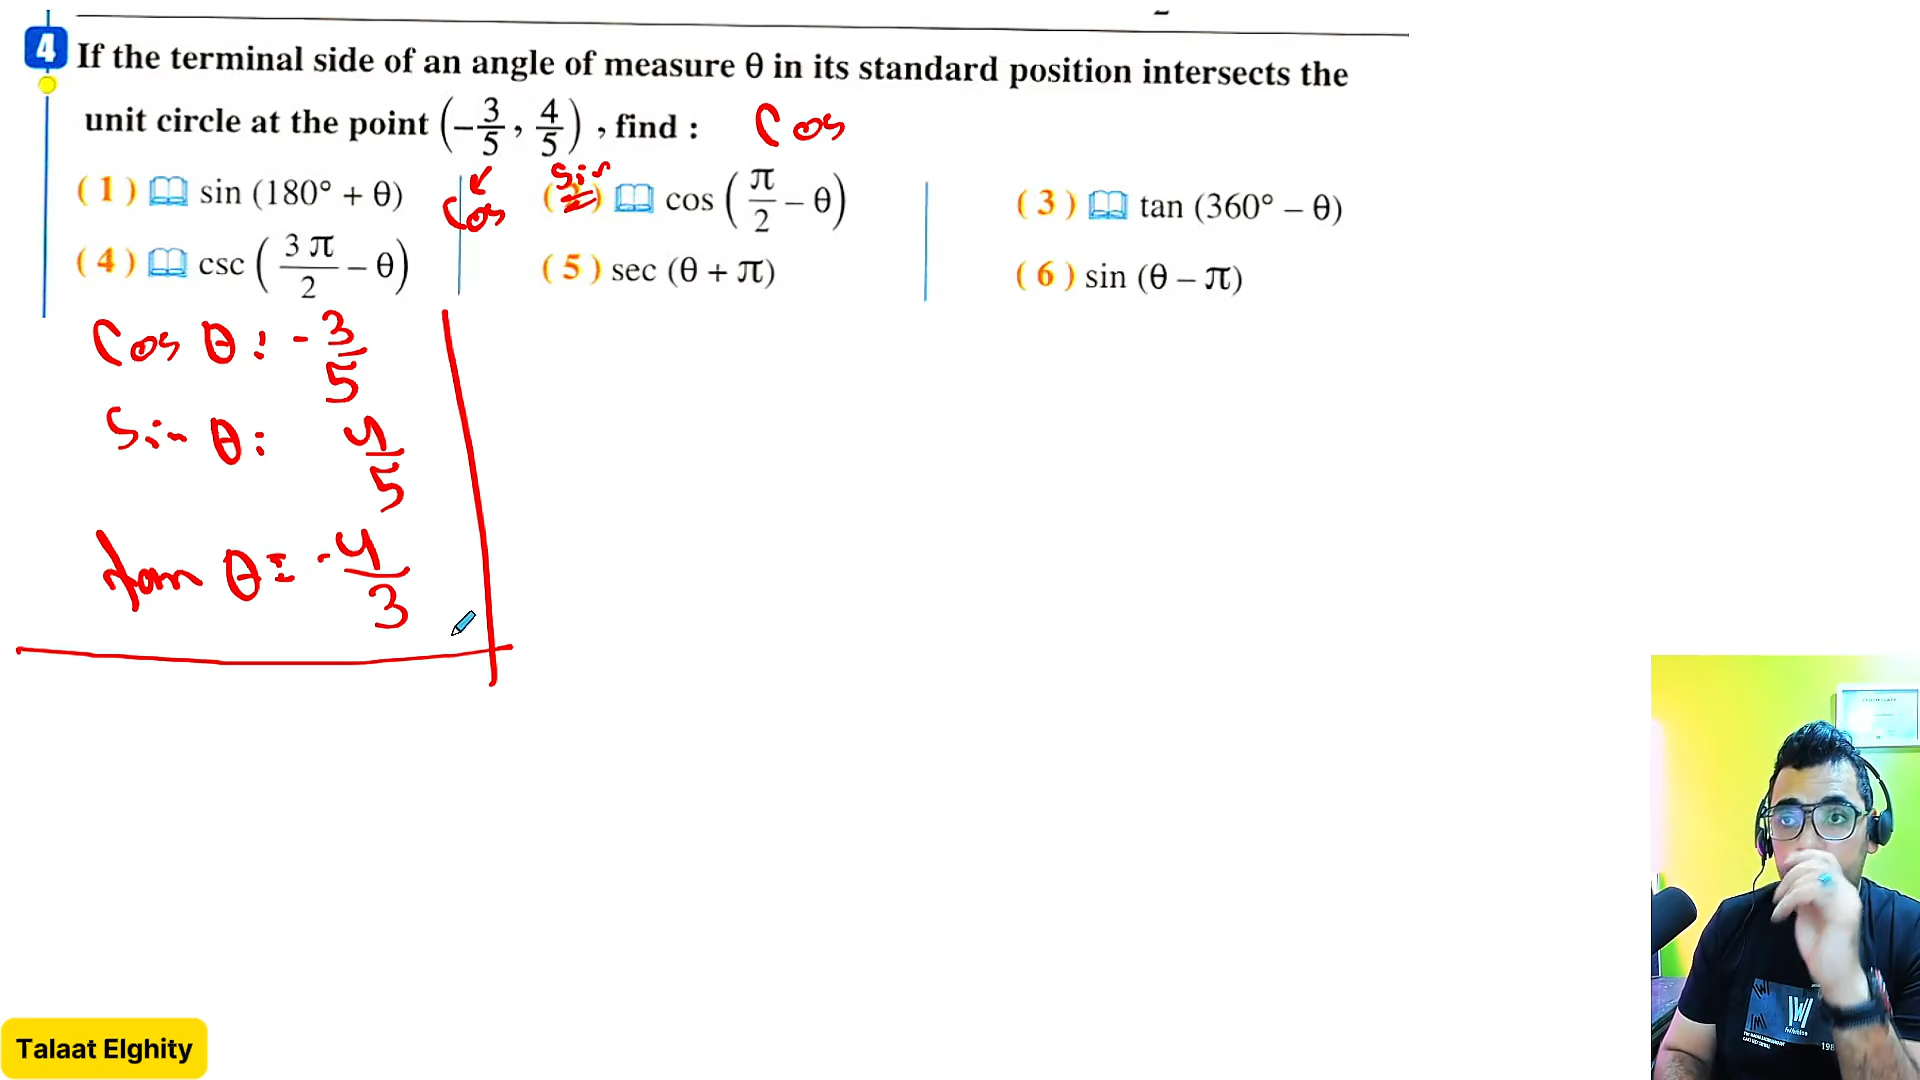 4 If the terminal side of an angle of measure θ in its standard position intersects the
unit circle at the point (−3/5, 4/5), find : Cos
Cos
Sin
(1) sin (180° + θ)
(2) cos (π/2 − θ)
(3) tan (360° − θ)
(4) csc (3π/2 − θ)
(5) sec (θ + π)
(6) sin (θ − π)
Cos θ: -3/5
Sin θ: 4/5
tan θ = -4/3
Talaat Elghity